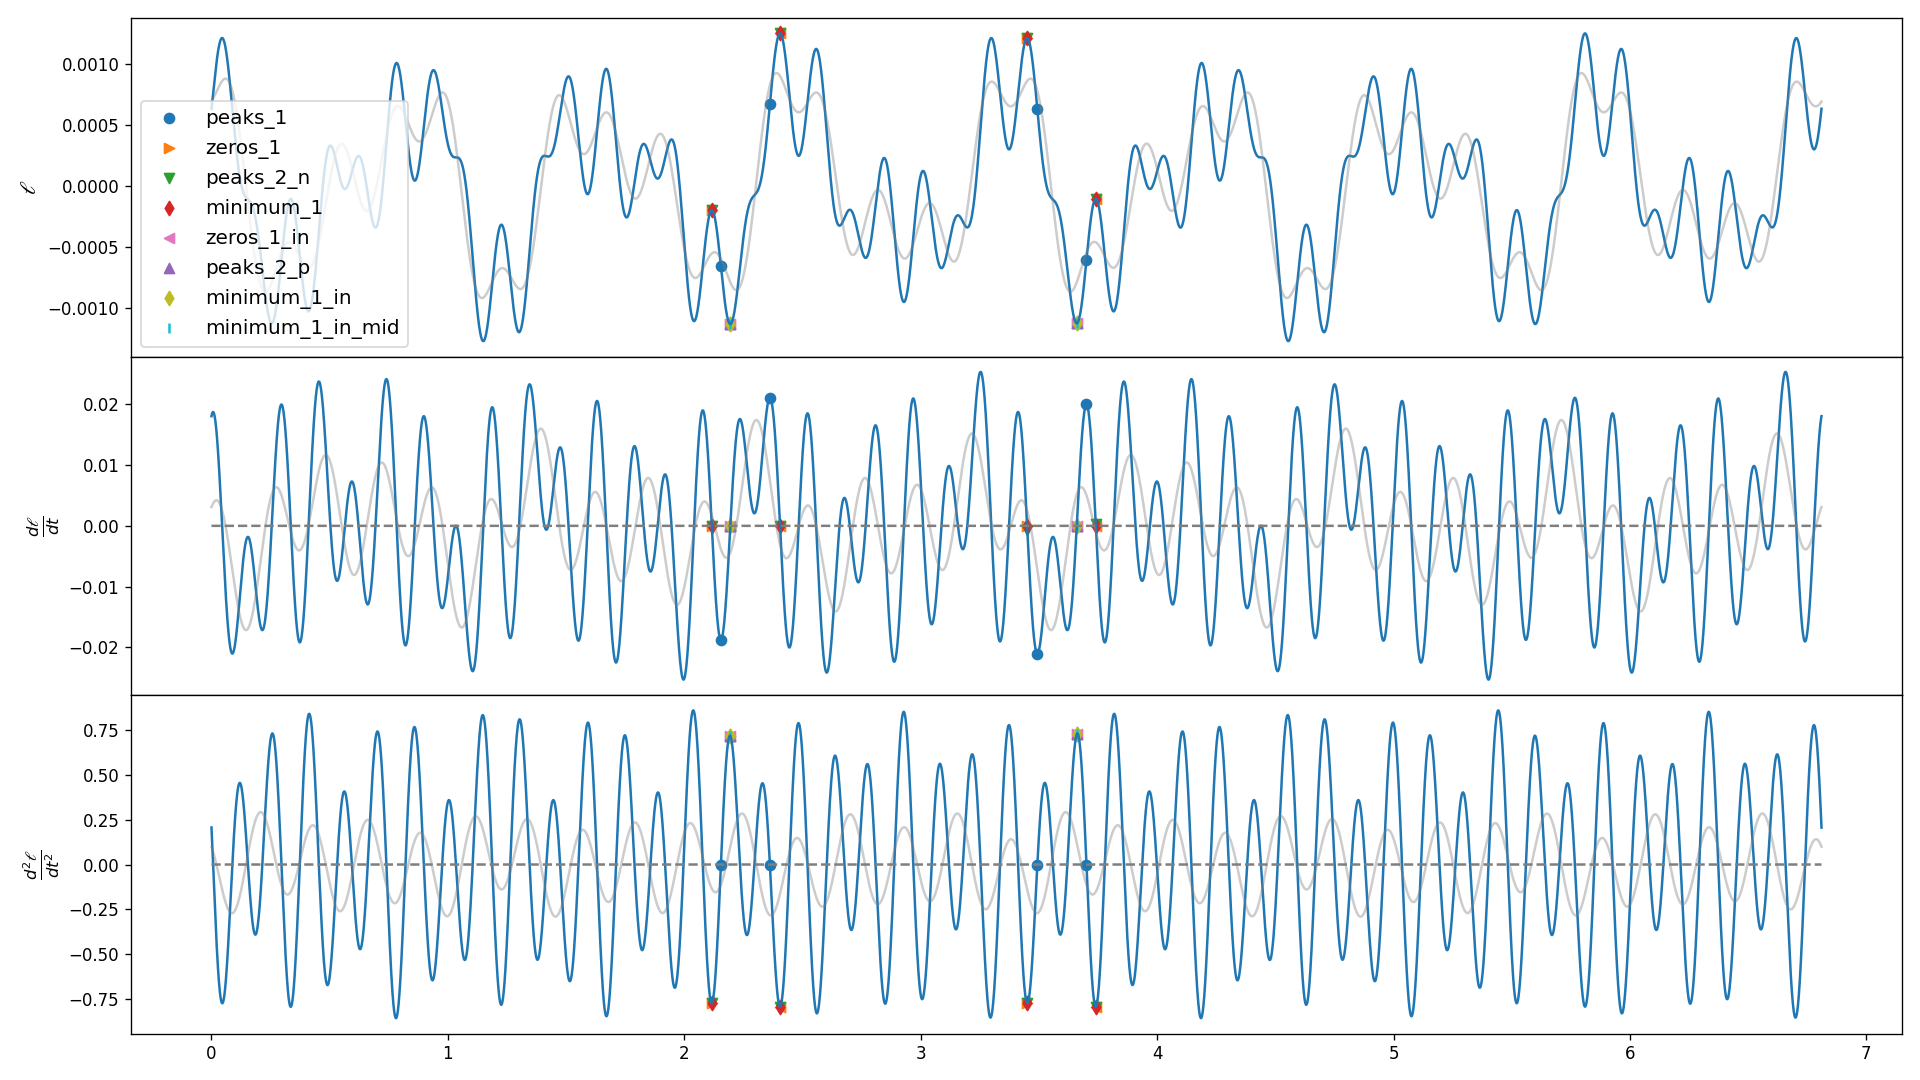 ℓ
0.0010
0.0005
0.0000
−0.0005
−0.0010
peaks_1
zeros_1
peaks_2_n
minimum_1
zeros_1_in
peaks_2_p
minimum_1_in
minimum_1_in_mid
dℓ
dt
0.02
0.01
0.00
−0.01
−0.02
d²ℓ
dt²
0.75
0.50
0.25
0.00
−0.25
−0.50
−0.75
0 1 2 3 4 5 6 7